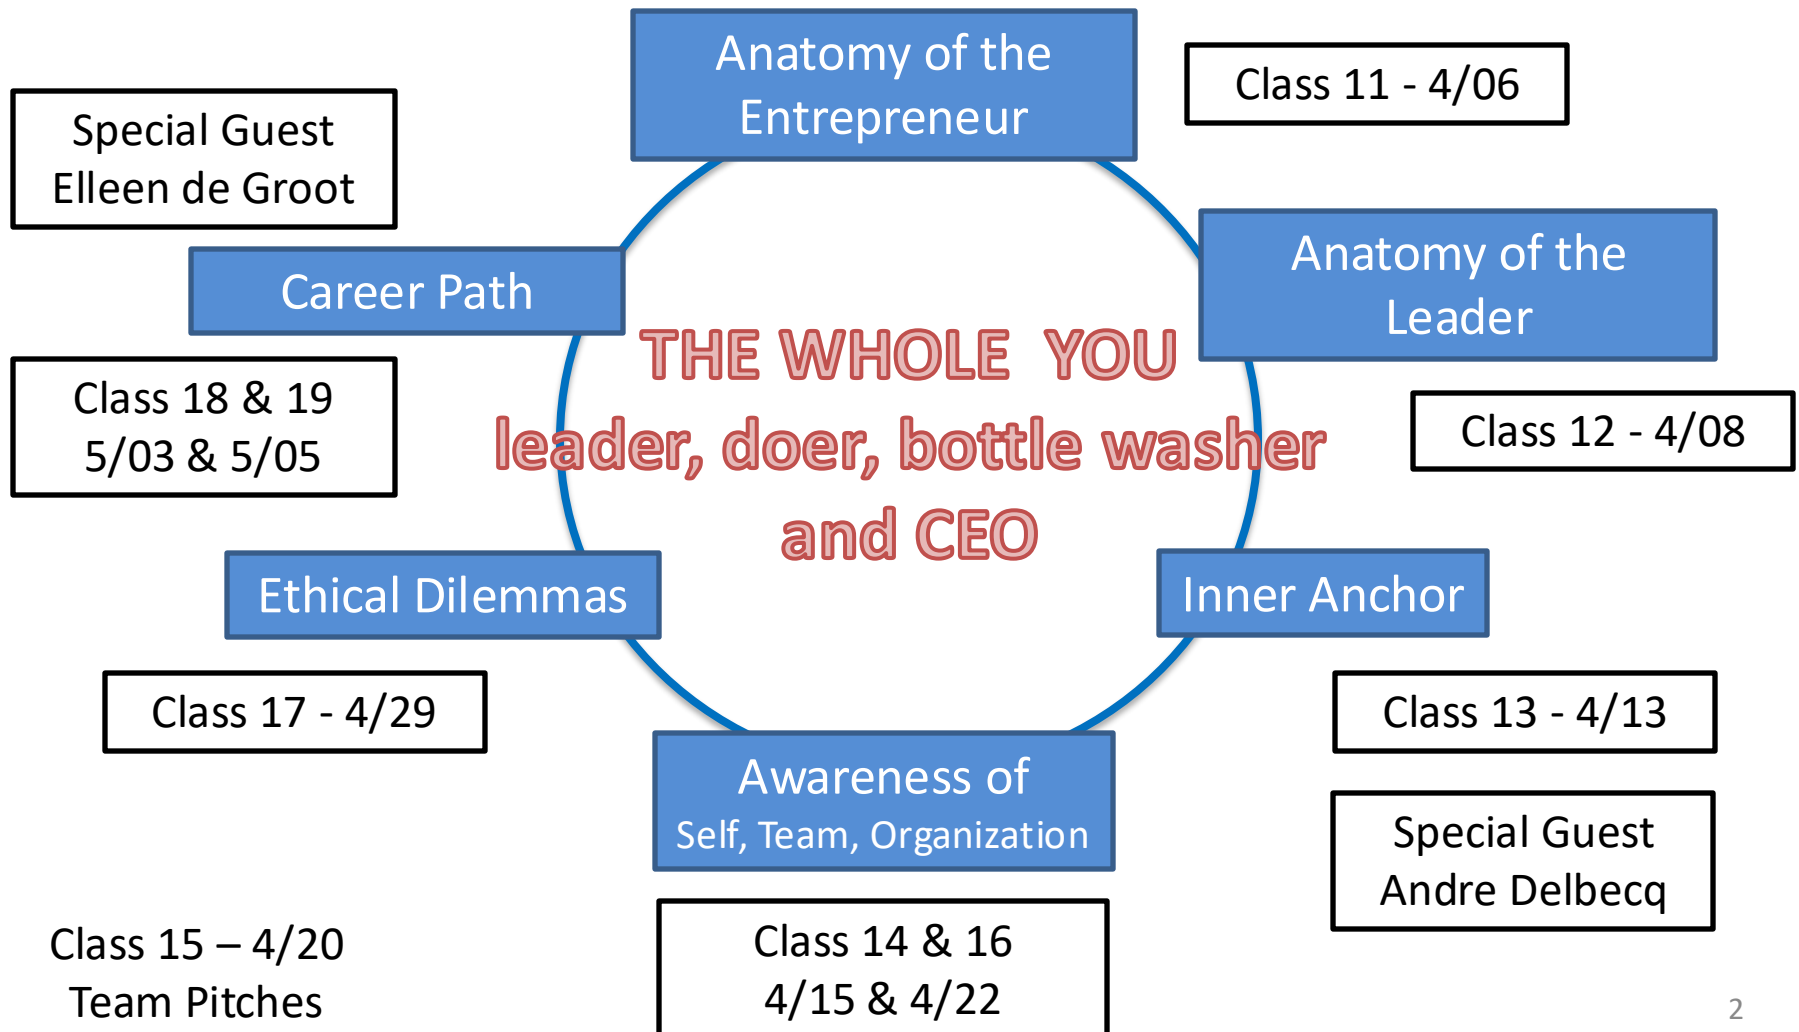 Anatomy of the
Entrepreneur
Class 11 - 4/06
Special Guest
Elleen de Groot
Anatomy of the
Leader
Career Path
THE WHOLE YOU
leader, doer, bottle washer
and CEO
Class 18 & 19
5/03 & 5/05
Class 12 - 4/08
Ethical Dilemmas
Inner Anchor
Class 17 - 4/29
Class 13 - 4/13
Awareness of
Self, Team, Organization
Special Guest
Andre Delbecq
Class 15 – 4/20
Team Pitches
Class 14 & 16
4/15 & 4/22
2